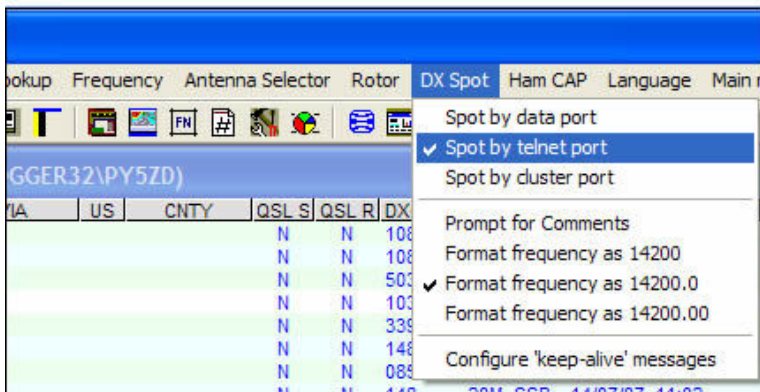 ookup Frequency Antenna Selector Rotor DX Spot Ham CAP Language Main
FN #
Spot by data port
Spot by telnet port
Spot by cluster port
Prompt for Comments
Format frequency as 14200
Format frequency as 14200.0
Format frequency as 14200.00
Configure 'keep-alive' messages
GGER32\PY5ZD)
VIA US CNTY QSL S QSL R DX
N N 108
N N 108
N N 503
N N 103
N N 339
N N 148
N N 085